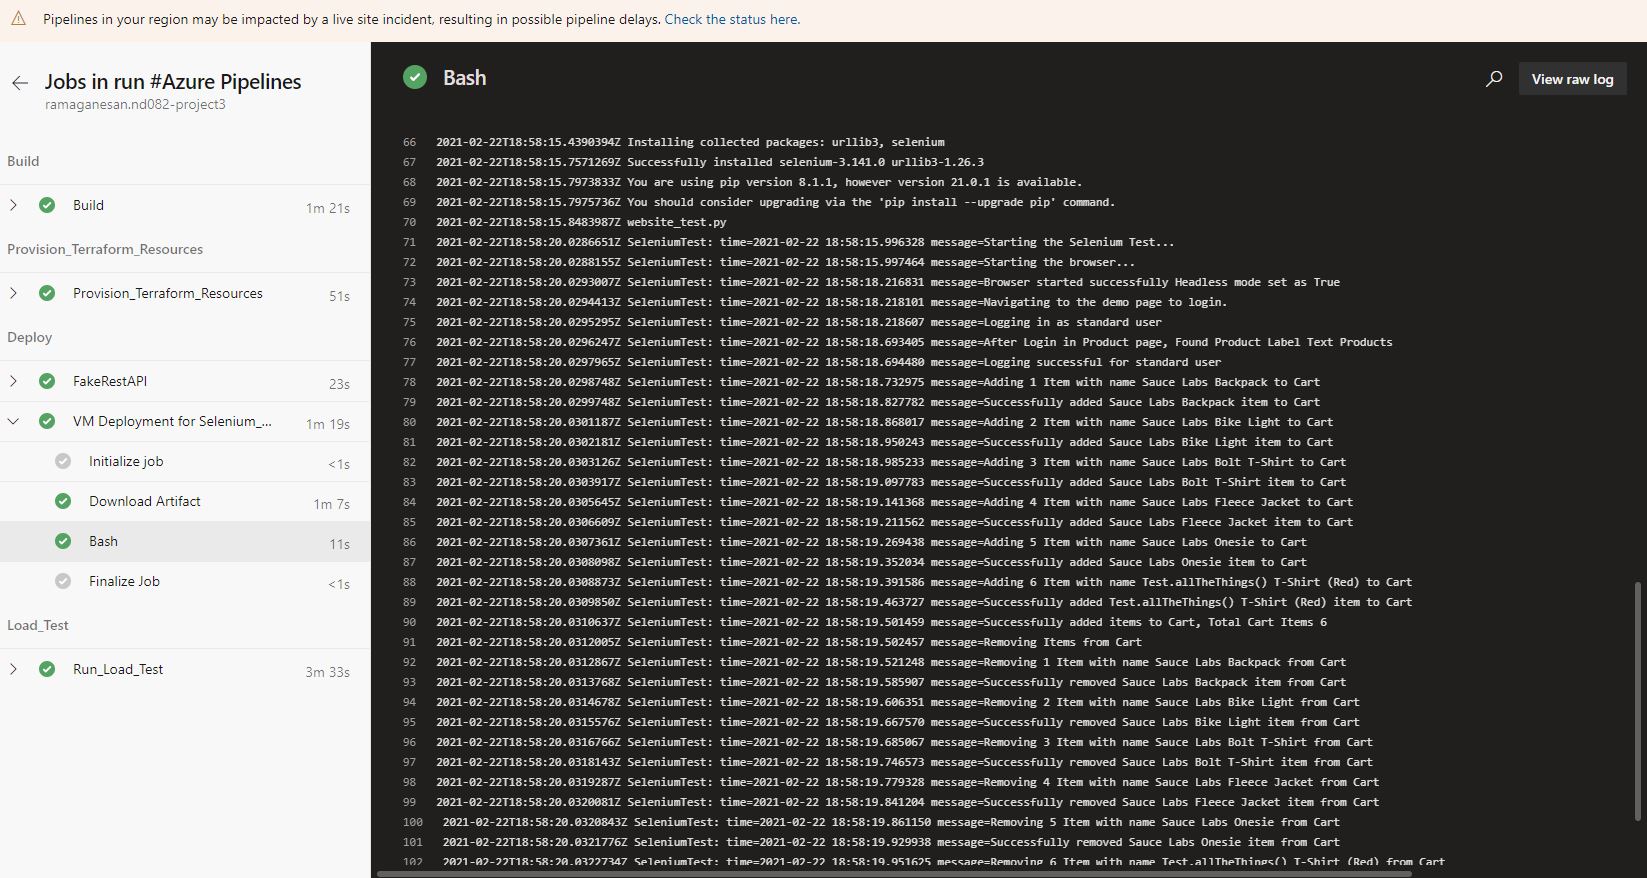 Pipelines in your region may be impacted by a live site incident, resulting in possible pipeline delays. Check the status here.
Jobs in run #Azure Pipelines
ramaganesan.nd082-project3
Build
Build 1m 21s
Provision_Terraform_Resources
Provision_Terraform_Resources 51s
Deploy
FakeRestAPI 23s
VM Deployment for Selenium_... 1m 19s
Initialize job <1s
Download Artifact 1m 7s
Bash 11s
Finalize Job <1s
Load_Test
Run_Load_Test 3m 33s
Bash
View raw log
66 2021-02-22T18:58:15.4390394Z Installing collected packages: urllib3, selenium
67 2021-02-22T18:58:15.7571269Z Successfully installed selenium-3.141.0 urllib3-1.26.3
68 2021-02-22T18:58:15.7973833Z You are using pip version 8.1.1, however version 21.0.1 is available.
69 2021-02-22T18:58:15.7975736Z You should consider upgrading via the 'pip install --upgrade pip' command.
70 2021-02-22T18:58:15.8483987Z website_test.py
71 2021-02-22T18:58:20.0286651Z SeleniumTest: time=2021-02-22 18:58:15.996328 message=Starting the Selenium Test...
72 2021-02-22T18:58:20.0288155Z SeleniumTest: time=2021-02-22 18:58:15.997464 message=Starting the browser...
73 2021-02-22T18:58:20.0293007Z SeleniumTest: time=2021-02-22 18:58:18.216831 message=Browser started successfully Headless mode set as True
74 2021-02-22T18:58:20.0294413Z SeleniumTest: time=2021-02-22 18:58:18.218101 message=Navigating to the demo page to login.
75 2021-02-22T18:58:20.0295295Z SeleniumTest: time=2021-02-22 18:58:18.218607 message=Logging in as standard user
76 2021-02-22T18:58:20.0296247Z SeleniumTest: time=2021-02-22 18:58:18.693405 message=After Login in Product page, Found Product Label Text Products
77 2021-02-22T18:58:20.0297965Z SeleniumTest: time=2021-02-22 18:58:18.694480 message=Logging successful for standard user
78 2021-02-22T18:58:20.0298748Z SeleniumTest: time=2021-02-22 18:58:18.732975 message=Adding 1 Item with name Sauce Labs Backpack to Cart
79 2021-02-22T18:58:20.0299748Z SeleniumTest: time=2021-02-22 18:58:18.827782 message=Successfully added Sauce Labs Backpack item to Cart
80 2021-02-22T18:58:20.0301187Z SeleniumTest: time=2021-02-22 18:58:18.868017 message=Adding 2 Item with name Sauce Labs Bike Light to Cart
81 2021-02-22T18:58:20.0302181Z SeleniumTest: time=2021-02-22 18:58:18.950243 message=Successfully added Sauce Labs Bike Light item to Cart
82 2021-02-22T18:58:20.0303126Z SeleniumTest: time=2021-02-22 18:58:18.985233 message=Adding 3 Item with name Sauce Labs Bolt T-Shirt to Cart
83 2021-02-22T18:58:20.0303917Z SeleniumTest: time=2021-02-22 18:58:19.097783 message=Successfully added Sauce Labs Bolt T-Shirt item to Cart
84 2021-02-22T18:58:20.0305645Z SeleniumTest: time=2021-02-22 18:58:19.141368 message=Adding 4 Item with name Sauce Labs Fleece Jacket to Cart
85 2021-02-22T18:58:20.0306609Z SeleniumTest: time=2021-02-22 18:58:19.211562 message=Successfully added Sauce Labs Fleece Jacket item to Cart
86 2021-02-22T18:58:20.0307361Z SeleniumTest: time=2021-02-22 18:58:19.269438 message=Adding 5 Item with name Sauce Labs Onesie to Cart
87 2021-02-22T18:58:20.0308098Z SeleniumTest: time=2021-02-22 18:58:19.352034 message=Successfully added Sauce Labs Onesie item to Cart
88 2021-02-22T18:58:20.0308873Z SeleniumTest: time=2021-02-22 18:58:19.391586 message=Adding 6 Item with name Test.allTheThings() T-Shirt (Red) to Cart
89 2021-02-22T18:58:20.0309850Z SeleniumTest: time=2021-02-22 18:58:19.463727 message=Successfully added Test.allTheThings() T-Shirt (Red) item to Cart
90 2021-02-22T18:58:20.0310637Z SeleniumTest: time=2021-02-22 18:58:19.501459 message=Successfully added items to Cart, Total Cart Items 6
91 2021-02-22T18:58:20.0312005Z SeleniumTest: time=2021-02-22 18:58:19.502457 message=Removing Items from Cart
92 2021-02-22T18:58:20.0312867Z SeleniumTest: time=2021-02-22 18:58:19.521248 message=Removing 1 Item with name Sauce Labs Backpack from Cart
93 2021-02-22T18:58:20.0313768Z SeleniumTest: time=2021-02-22 18:58:19.585907 message=Successfully removed Sauce Labs Backpack item from Cart
94 2021-02-22T18:58:20.0314678Z SeleniumTest: time=2021-02-22 18:58:19.606351 message=Removing 2 Item with name Sauce Labs Bike Light from Cart
95 2021-02-22T18:58:20.0315576Z SeleniumTest: time=2021-02-22 18:58:19.667570 message=Successfully removed Sauce Labs Bike Light item from Cart
96 2021-02-22T18:58:20.0316766Z SeleniumTest: time=2021-02-22 18:58:19.685067 message=Removing 3 Item with name Sauce Labs Bolt T-Shirt from Cart
97 2021-02-22T18:58:20.0318143Z SeleniumTest: time=2021-02-22 18:58:19.746573 message=Successfully removed Sauce Labs Bolt T-Shirt item from Cart
98 2021-02-22T18:58:20.0319287Z SeleniumTest: time=2021-02-22 18:58:19.779328 message=Removing 4 Item with name Sauce Labs Fleece Jacket from Cart
99 2021-02-22T18:58:20.0320081Z SeleniumTest: time=2021-02-22 18:58:19.841204 message=Successfully removed Sauce Labs Fleece Jacket item from Cart
100 2021-02-22T18:58:20.0320843Z SeleniumTest: time=2021-02-22 18:58:19.861150 message=Removing 5 Item with name Sauce Labs Onesie from Cart
101 2021-02-22T18:58:20.0321776Z SeleniumTest: time=2021-02-22 18:58:19.929938 message=Successfully removed Sauce Labs Onesie item from Cart
102 2021-02-22T18:58:20.0322734Z SeleniumTest: time=2021-02-22 18:58:19.951625 message=Removing 6 Item with name Test.allTheThings() T-Shirt (Red) from Cart